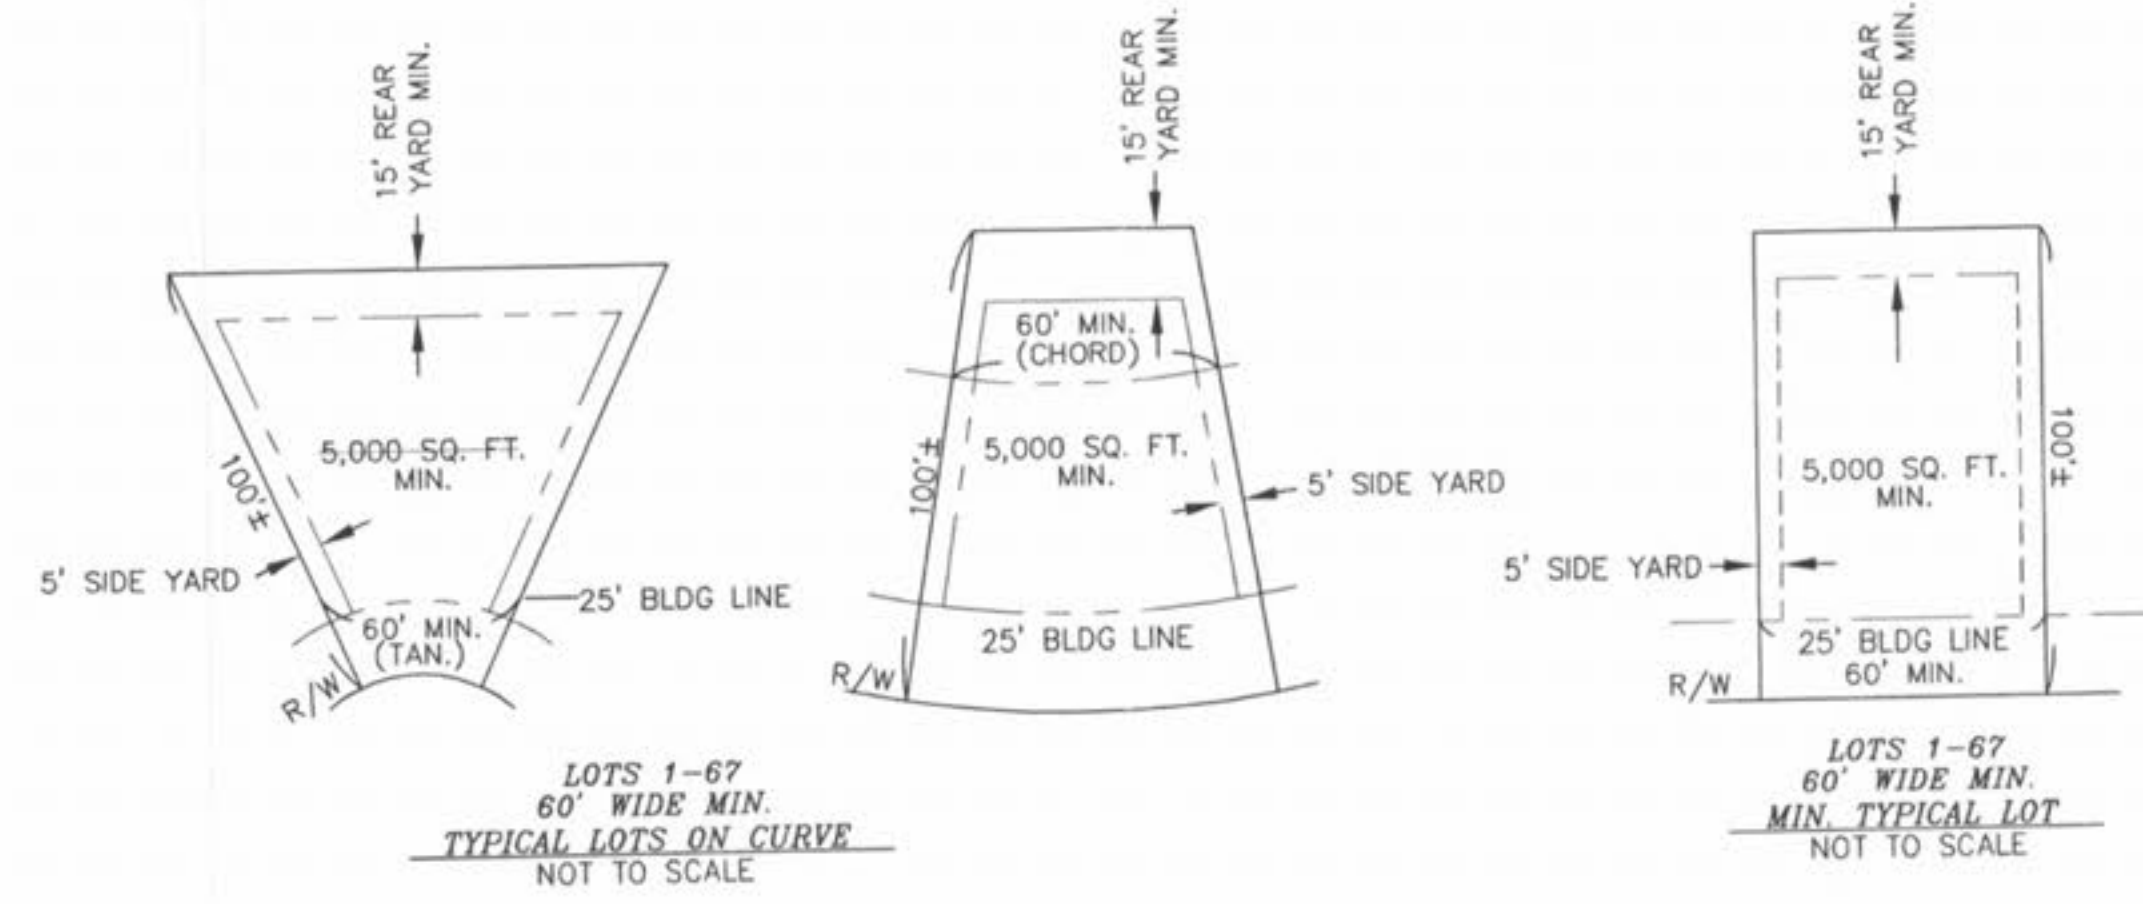 15' REAR
YARD MIN.
5,000 SQ. FT.
MIN.
100'±
5' SIDE YARD
25' BLDG LINE
60' MIN.
(TAN.)
R/W
15' REAR
YARD MIN.
60' MIN.
(CHORD)
5,000 SQ. FT.
MIN.
100'±
5' SIDE YARD
25' BLDG LINE
R/W
LOTS 1-67
60' WIDE MIN.
TYPICAL LOTS ON CURVE
NOT TO SCALE
15' REAR
YARD MIN.
100'±
5,000 SQ. FT.
MIN.
5' SIDE YARD
25' BLDG LINE
60' MIN.
R/W
LOTS 1-67
60' WIDE MIN.
MIN. TYPICAL LOT
NOT TO SCALE